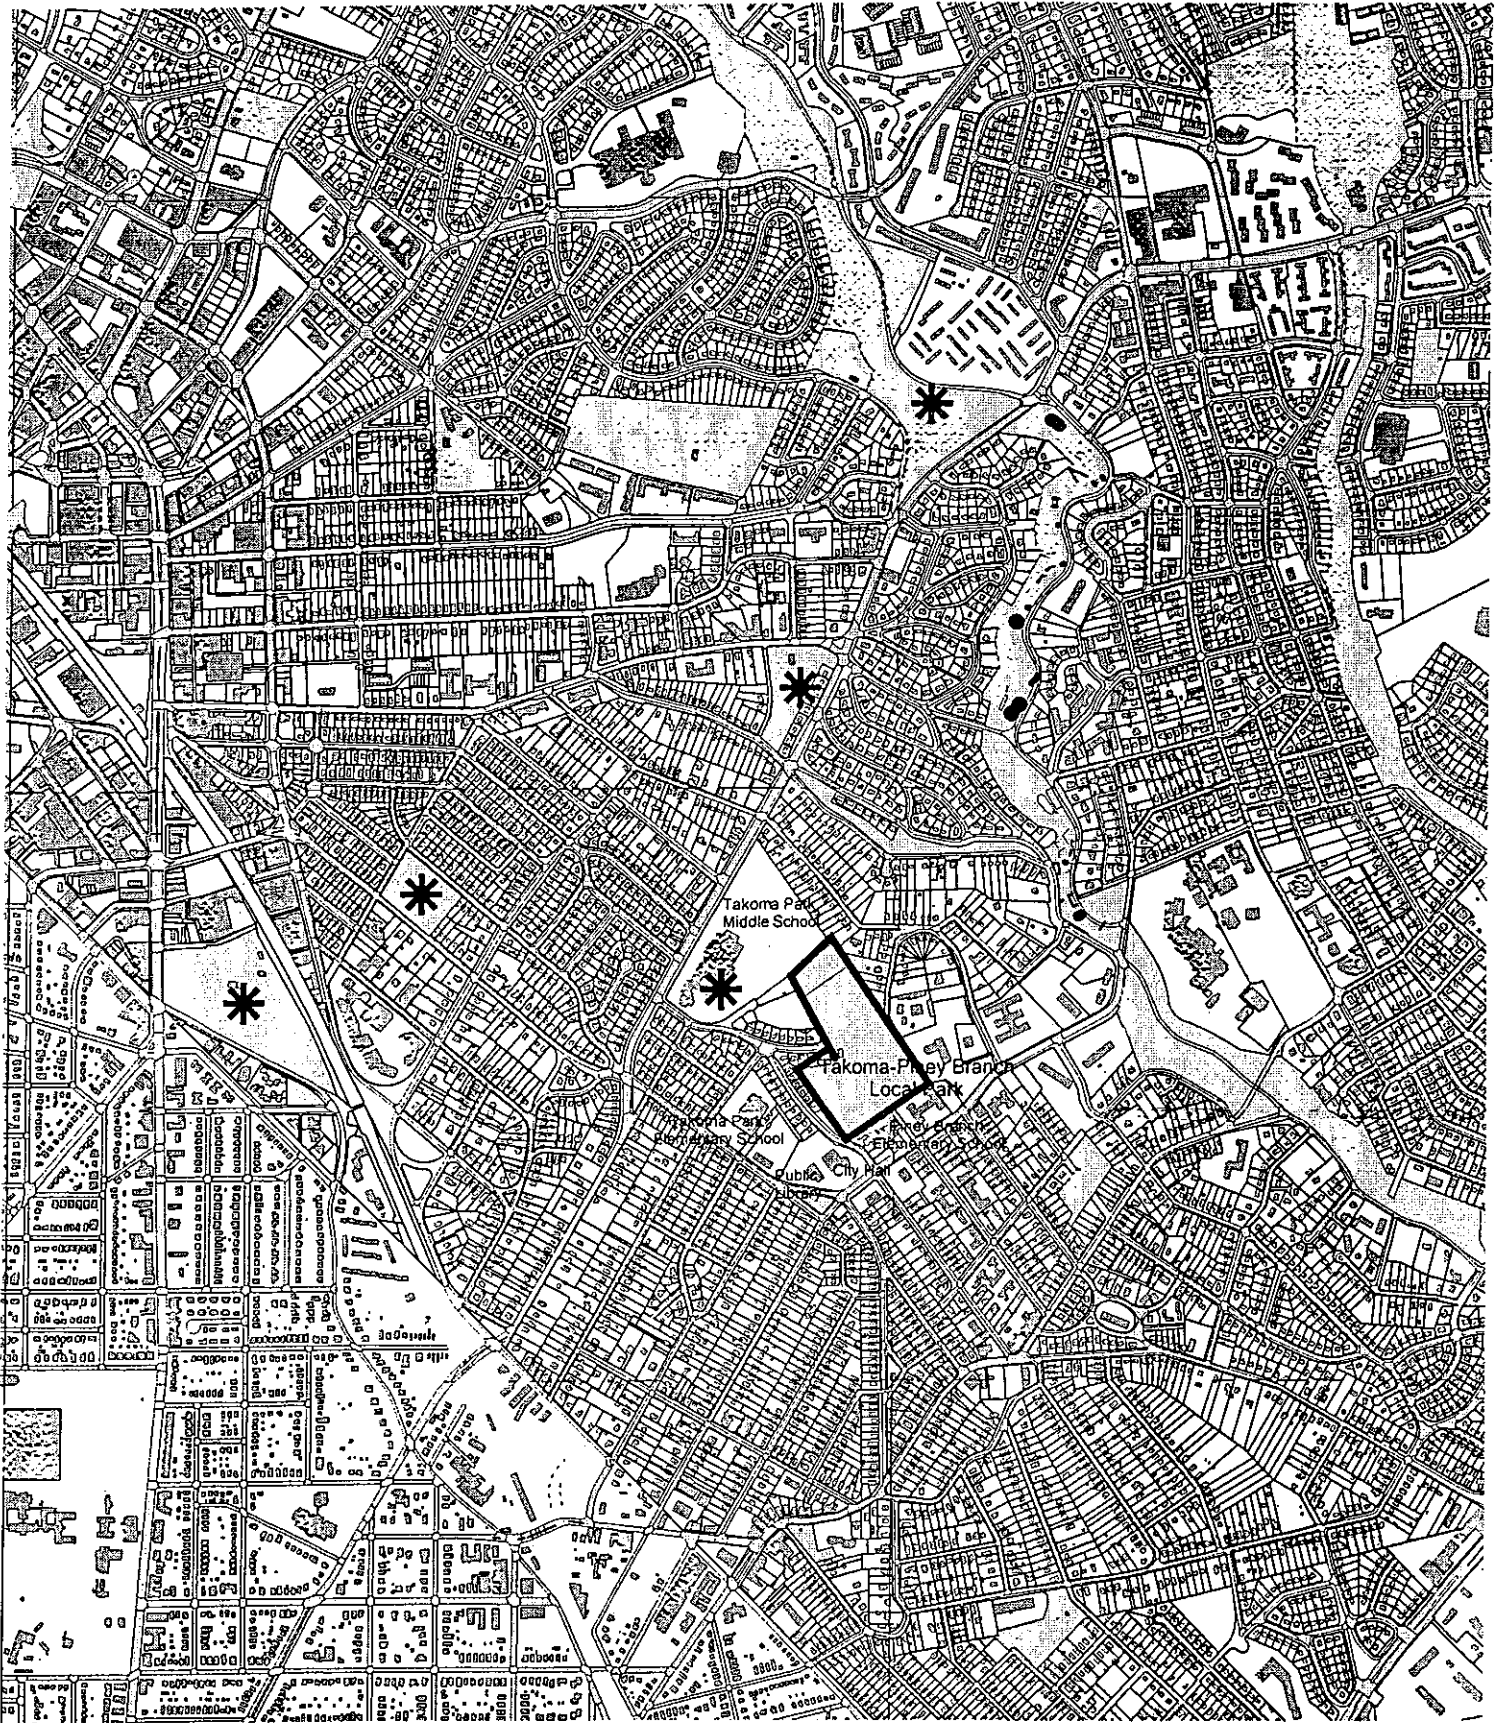 Takoma Park
Middle School
Takoma-Piney Branch
Local Park
Takoma Park
Elementary School
Piney Branch
Elementary School
Public
Library
City Hall